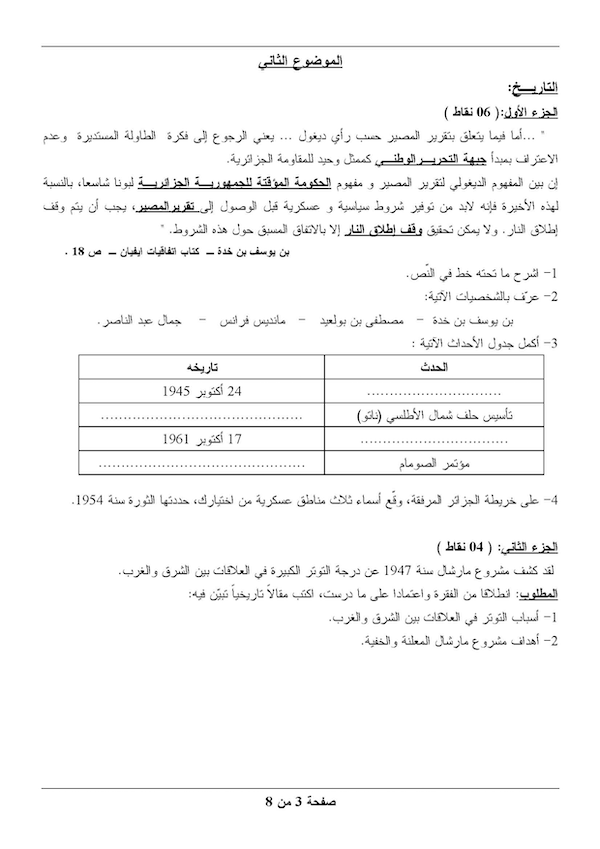 الموضوع الثاني
التاريـــخ:
الجزء الأول:( 06 نقاط )
" ...أما فيما يتعلق بتقرير المصير حسب رأي ديغول ... يعني الرجوع إلى فكرة الطاولة المستديرة وعدم
الاعتراف بمبدأ جبهة التحريــرالوطنــي كممثل وحيد للمقاومة الجزائرية.
إن بين المفهوم الديغولي لتقرير المصير و مفهوم الحكومة المؤقتة للجمهوريــة الجزائريــة لبونا شاسعا، بالنسبة
لهذه الأخيرة فإنه لابد من توفير شروط سياسية و عسكرية قبل الوصول إلى تقريرالمصير، يجب أن يتم وقف
إطلاق النار. ولا يمكن تحقيق وقف إطلاق النار إلا بالاتفاق المسبق حول هذه الشروط. "
بن يوسف بن خدة ــ كتاب اتفاقيات ايفيان ــ ص 18 .
1- اشرح ما تحته خط في النّص.
2- عرّف بالشخصيات الآتية:
بن يوسف بن خدة - مصطفى بن بولعيد - مانديس فرانس - جمال عبد الناصر.
3- أكمل جدول الأحداث الآتية :
الحدث تاريخه
.............................. 24 أكتوبر 1945
تأسيس حلف شمال الأطلسي (ناتو) .............................................
................................. 17 أكتوبر 1961
مؤتمر الصومام ..............................................
4- على خريطة الجزائر المرفقة، وقّع أسماء ثلاث مناطق عسكرية من اختيارك، حددتها الثورة سنة 1954.
الجزء الثاني: ( 04 نقاط )
لقد كشف مشروع مارشال سنة 1947 عن درجة التوتر الكبيرة في العلاقات بين الشرق والغرب.
المطلوب: انطلاقا من الفقرة واعتمادا على ما درست، اكتب مقالاً تاريخياً تبيّن فيه:
1- أسباب التوتر في العلاقات بين الشرق والغرب.
2- أهداف مشروع مارشال المعلنة والخفية.
صفحة 3 من 8